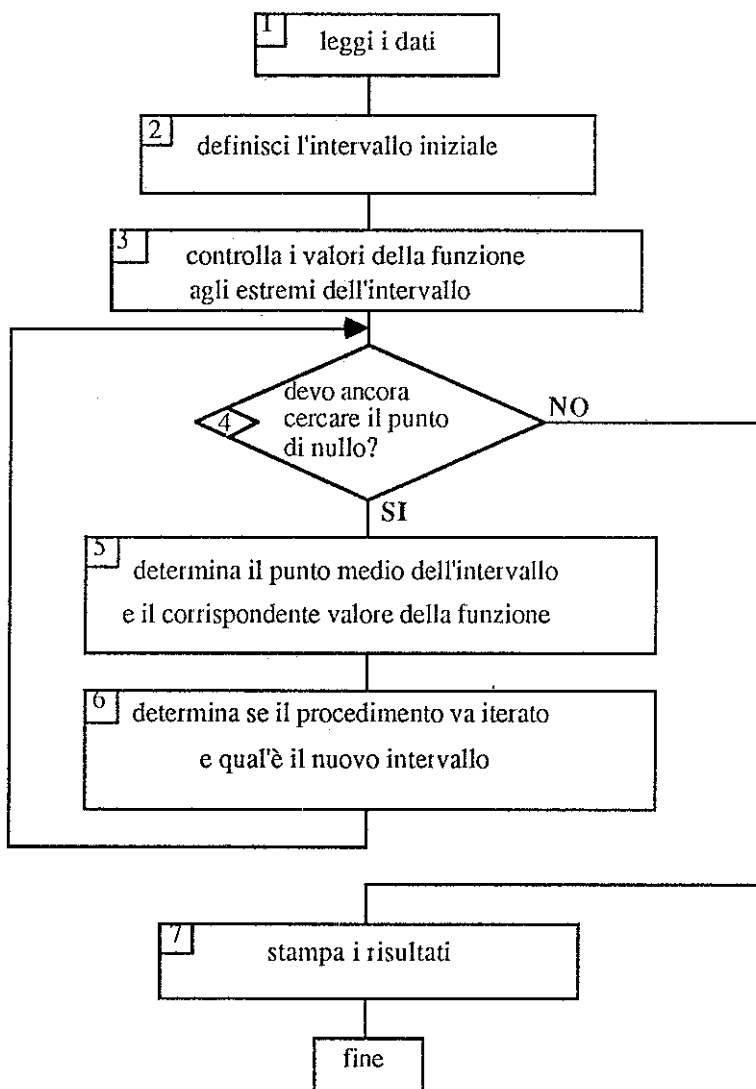 1
leggi i dati
2
definisci l'intervallo iniziale
3
controlla i valori della funzione
agli estremi dell'intervallo
4
devo ancora
cercare il punto
di nullo?
NO
SI
5
determina il punto medio dell'intervallo
e il corrispondente valore della funzione
6
determina se il procedimento va iterato
e qual'è il nuovo intervallo
7
stampa i risultati
fine